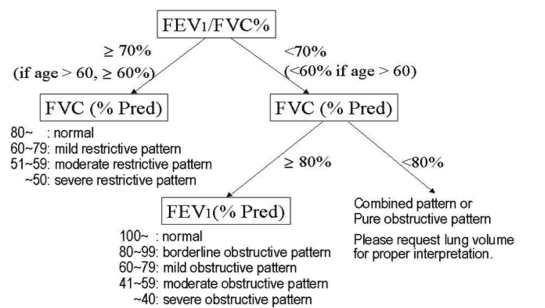 FEV1/FVC%
≥ 70%
(if age > 60, ≥ 60%)
<70%
(<60% if age > 60)
FVC (% Pred)
80~ : normal
60~79: mild restrictive pattern
51~59: moderate restrictive pattern
~50: severe restrictive pattern
FVC (% Pred)
≥ 80%
<80%
FEV1(% Pred)
100~ : normal
80~99: borderline obstructive pattern
60~79: mild obstructive pattern
41~59: moderate obstructive pattern
~40: severe obstructive pattern
Combined pattern or
Pure obstructive pattern
Please request lung volume
for proper interpretation.